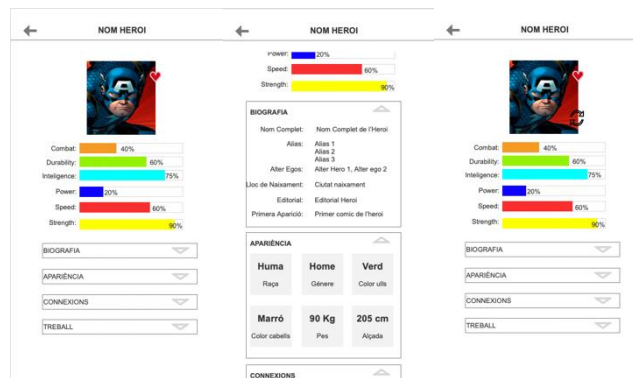 NOM HEROI
Combat: 40%
Durability: 60%
Inteligence: 75%
Power: 20%
Speed: 60%
Strength: 90%
BIOGRAFIA
APARIÈNCIA
CONNEXIONS
TREBALL
NOM HEROI
Power: 20%
Speed: 60%
Strength: 90%
BIOGRAFIA
Nom Complet: Nom Complet de l'Heroi
Alias: Alias 1
Alias 2
Alias 3
Alter Egos: Alter Hero 1, Alter ego 2
Lloc de Naixament: Ciutat naixament
Editorial: Editorial Heroi
Primera Aparició: Primer comic de l'heroi
APARIÈNCIA
Huma Home Verd
Raça Génere Color ulls
Marró 90 Kg 205 cm
Color cabells Pes Alçada
CONNEXIONS
NOM HEROI
Combat: 40%
Durability: 60%
Inteligence: 75%
Power: 20%
Speed: 60%
Strength: 90%
BIOGRAFIA
APARIÈNCIA
CONNEXIONS
TREBALL